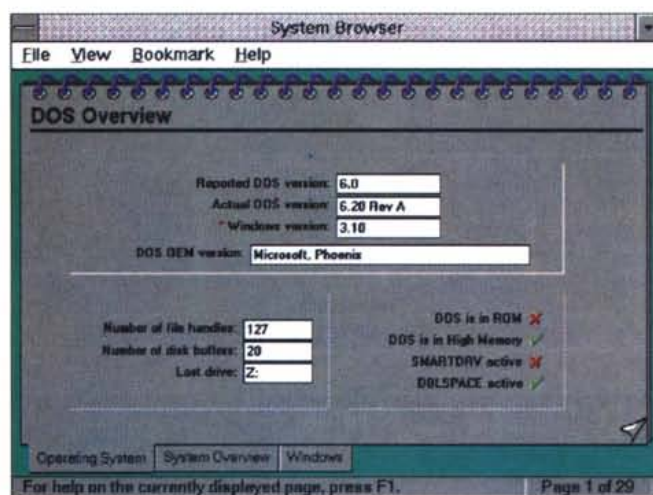 System Browser
File View Bookmark Help
DOS Overview
Reported DOS version: 6.0
Actual DOS version: 6.20 Rev A
*Windows version: 3.10
DOS OEM version: Microsoft, Phoenix
Number of file handles: 127
Number of disk buffers: 20
Last drive: Z:
DOS is in ROM
DOS is in High Memory
SMARTDRV active
DBLSPACE active
Operating System System Overview Windows
For help on the currently displayed page, press F1. Page 1 of 29